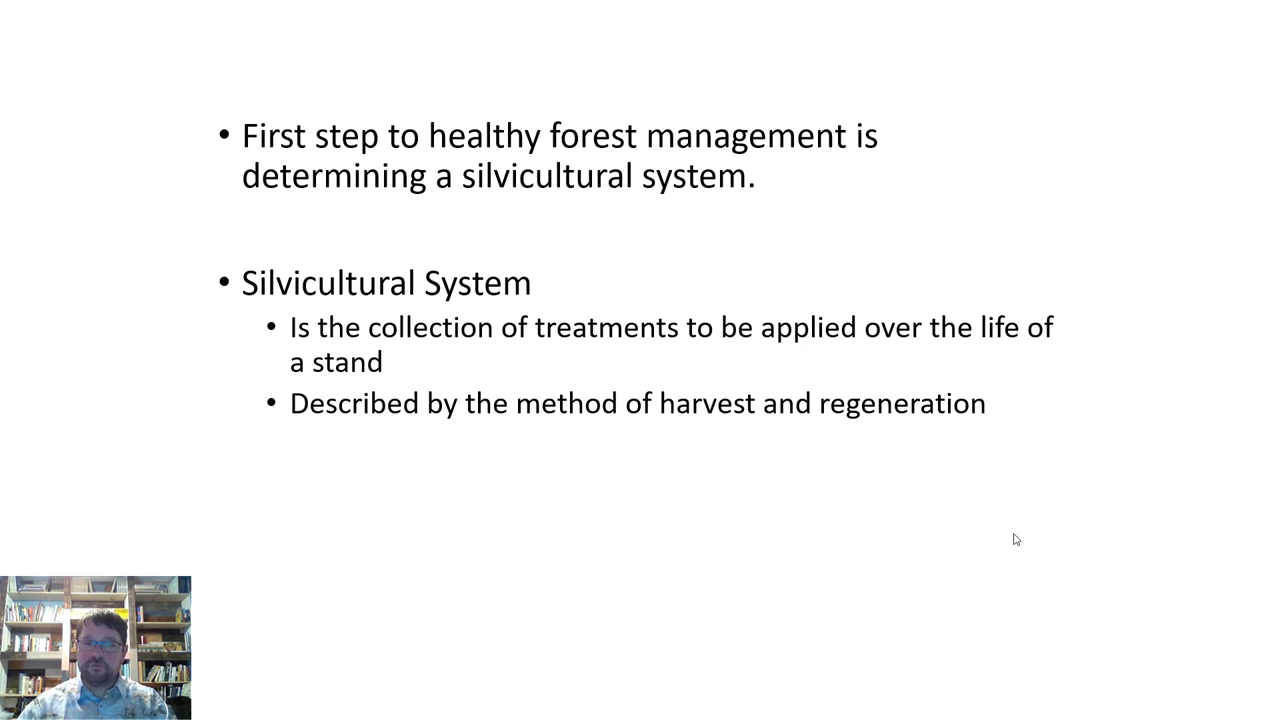 • First step to healthy forest management is
determining a silvicultural system.
• Silvicultural System
• Is the collection of treatments to be applied over the life of
a stand
• Described by the method of harvest and regeneration